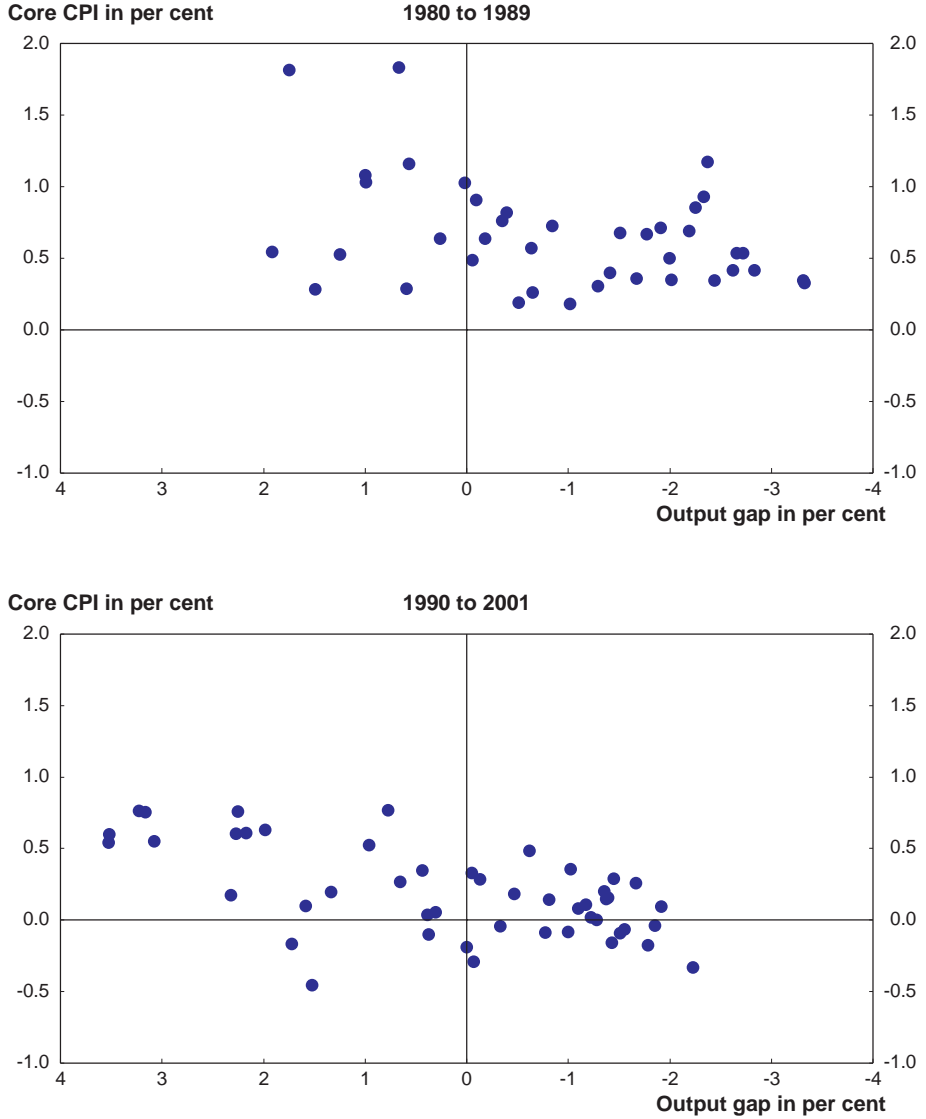 Core CPI in per cent 1980 to 1989
2.0 2.0
1.5 1.5
1.0 1.0
0.5 0.5
0.0 0.0
-0.5 -0.5
-1.0 -1.0
4 3 2 1 0 -1 -2 -3 -4
Output gap in per cent
Core CPI in per cent 1990 to 2001
2.0 2.0
1.5 1.5
1.0 1.0
0.5 0.5
0.0 0.0
-0.5 -0.5
-1.0 -1.0
4 3 2 1 0 -1 -2 -3 -4
Output gap in per cent